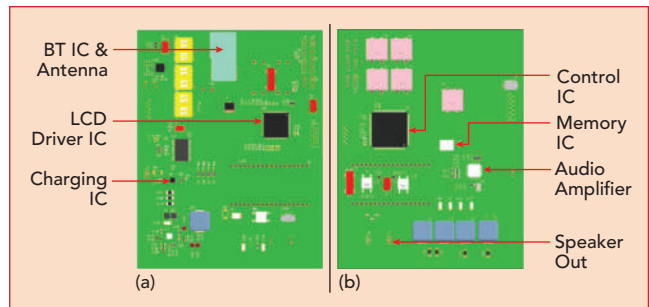 BT IC &
Antenna
LCD
Driver IC
Charging
IC
(a)
Control
IC
Memory
IC
Audio
Amplifier
Speaker
Out
(b)